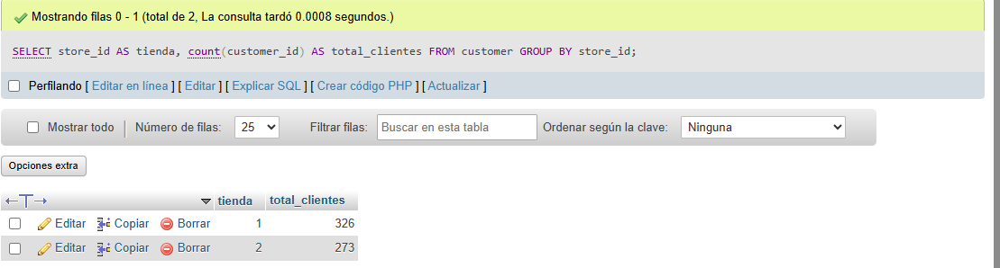 Mostrando filas 0 - 1 (total de 2, La consulta tardó 0.0008 segundos.)
SELECT store_id AS tienda, count(customer_id) AS total_clientes FROM customer GROUP BY store_id;
Perfilando [ Editar en línea ] [ Editar ] [ Explicar SQL ] [ Crear código PHP ] [ Actualizar ]
Mostrar todo | Número de filas: 25 Filtrar filas: Buscar en esta tabla Ordenar según la clave: Ninguna
Opciones extra
←T→ tienda total_clientes
Editar Copiar Borrar 1 326
Editar Copiar Borrar 2 273